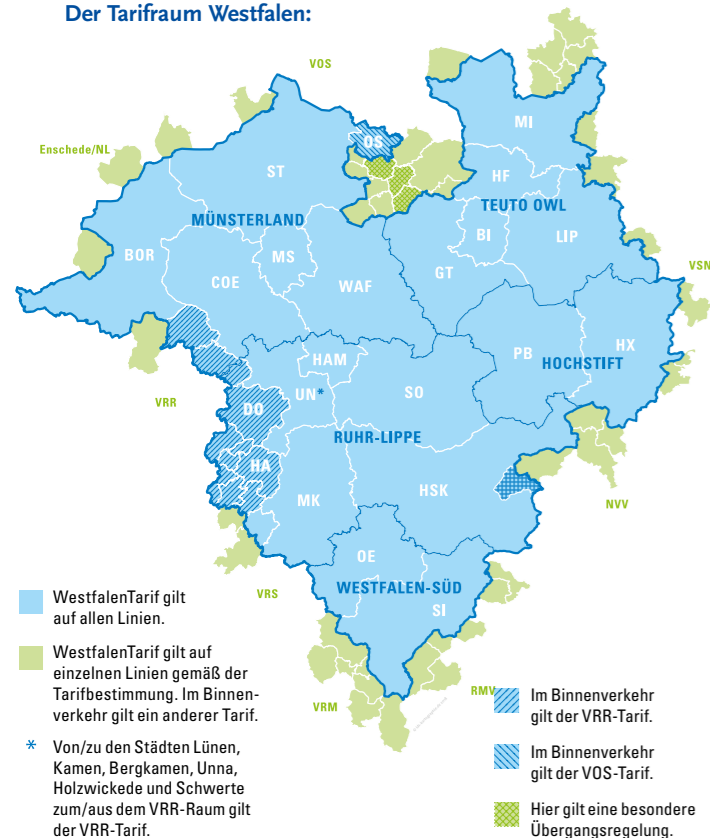 Der Tarifraum Westfalen:
VOS
MI
OS
Enschede/NL
ST
HF
MÜNSTERLAND
TEUTO OWL
BI
LIP
BOR
MS
GT
VSN
COE
WAF
HAM
PB
HX
HOCHSTIFT
UN*
SO
VRR
DO
RUHR-LIPPE
HA
MK
HSK
NVV
OE
WESTFALEN-SÜD
VRS
SI
RMV
VRM
WestfalenTarif gilt
auf allen Linien.
WestfalenTarif gilt auf
einzelnen Linien gemäß der
Tarifbestimmung. Im Binnen-
verkehr gilt ein anderer Tarif.
* Von/zu den Städten Lünen,
Kamen, Bergkamen, Unna,
Holzwickede und Schwerte
zum/aus dem VRR-Raum gilt
der VRR-Tarif.
Im Binnenverkehr
gilt der VRR-Tarif.
Im Binnenverkehr
gilt der VOS-Tarif.
Hier gilt eine besondere
Übergangsregelung.